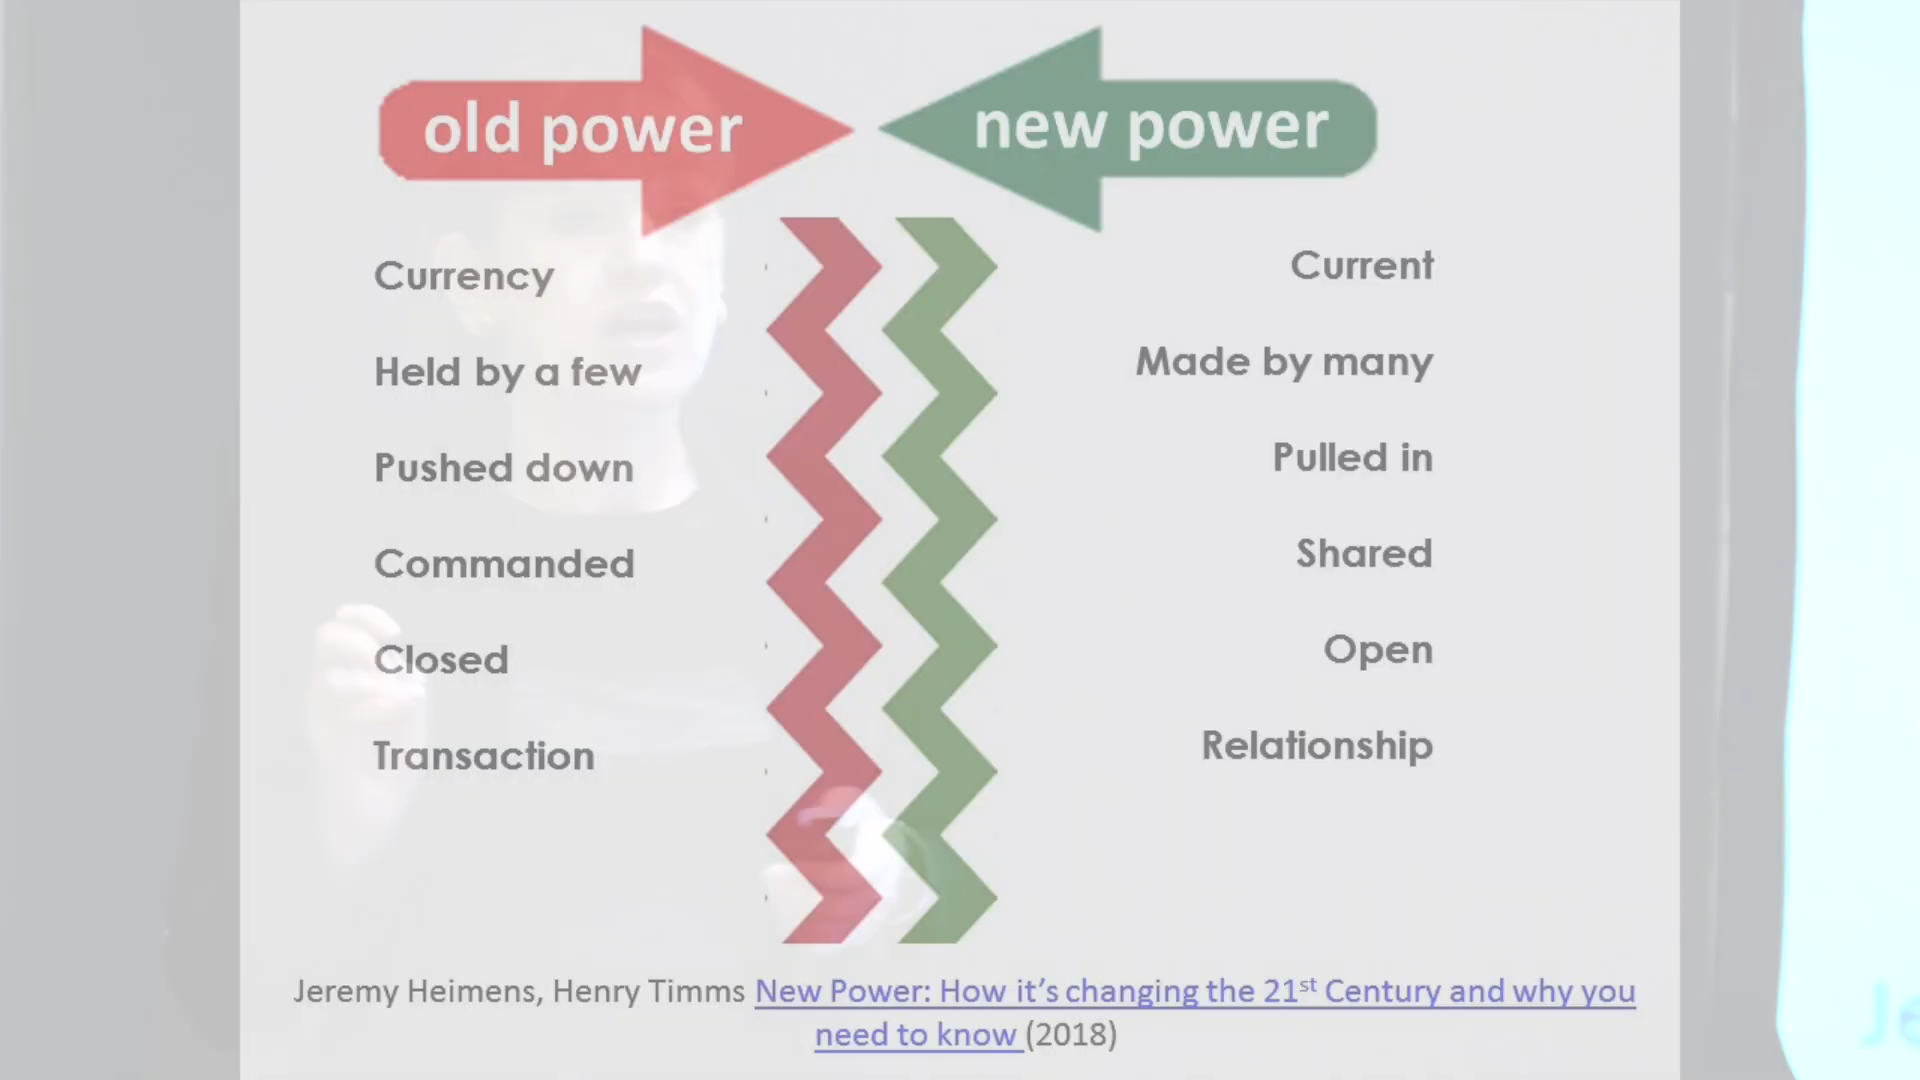 old power
new power
Currency
Current
Held by a few
Made by many
Pushed down
Pulled in
Commanded
Shared
Closed
Open
Transaction
Relationship
Jeremy Heimens, Henry Timms New Power: How it’s changing the 21st Century and why you
need to know (2018)
Je